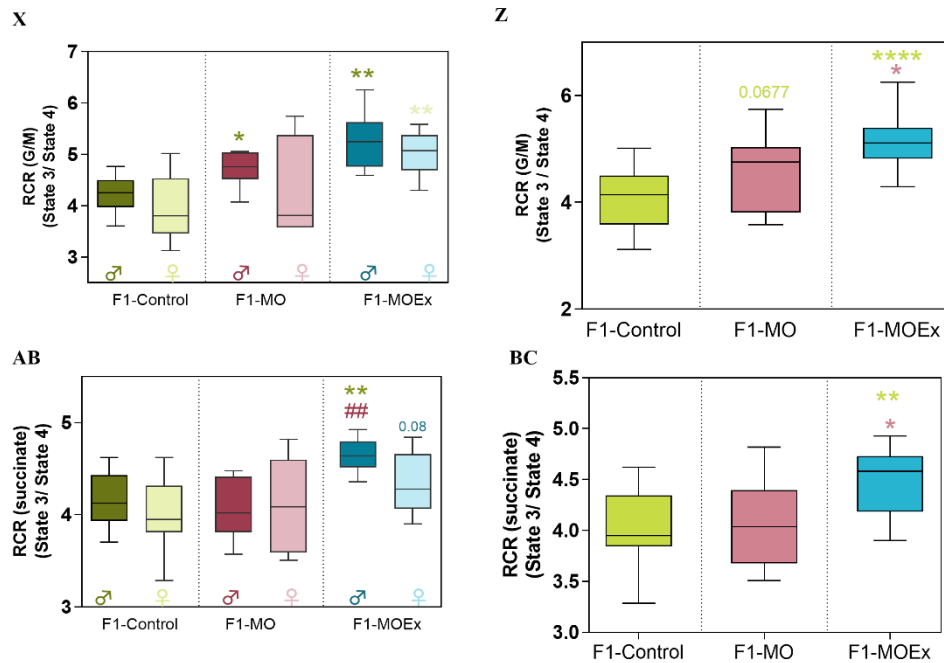 X
RCR (G/M)
(State 3/ State 4)
7
6
5
4
3
*
**
**
♂
♀
♂
♀
♂
♀
F1-Control
F1-MO
F1-MOEx
Z
RCR (G/M)
(State 3/ State 4)
6
4
2
0.0677
****
*
F1-Control
F1-MO
F1-MOEx
AB
RCR (succinate)
(State 3/ State 4)
5
4
3
**
##
0.08
♂
♀
♂
♀
♂
♀
F1-Control
F1-MO
F1-MOEx
BC
RCR (succinate)
(State 3/ State 4)
5.5
5.0
4.5
4.0
3.5
3.0
**
*
F1-Control
F1-MO
F1-MOEx